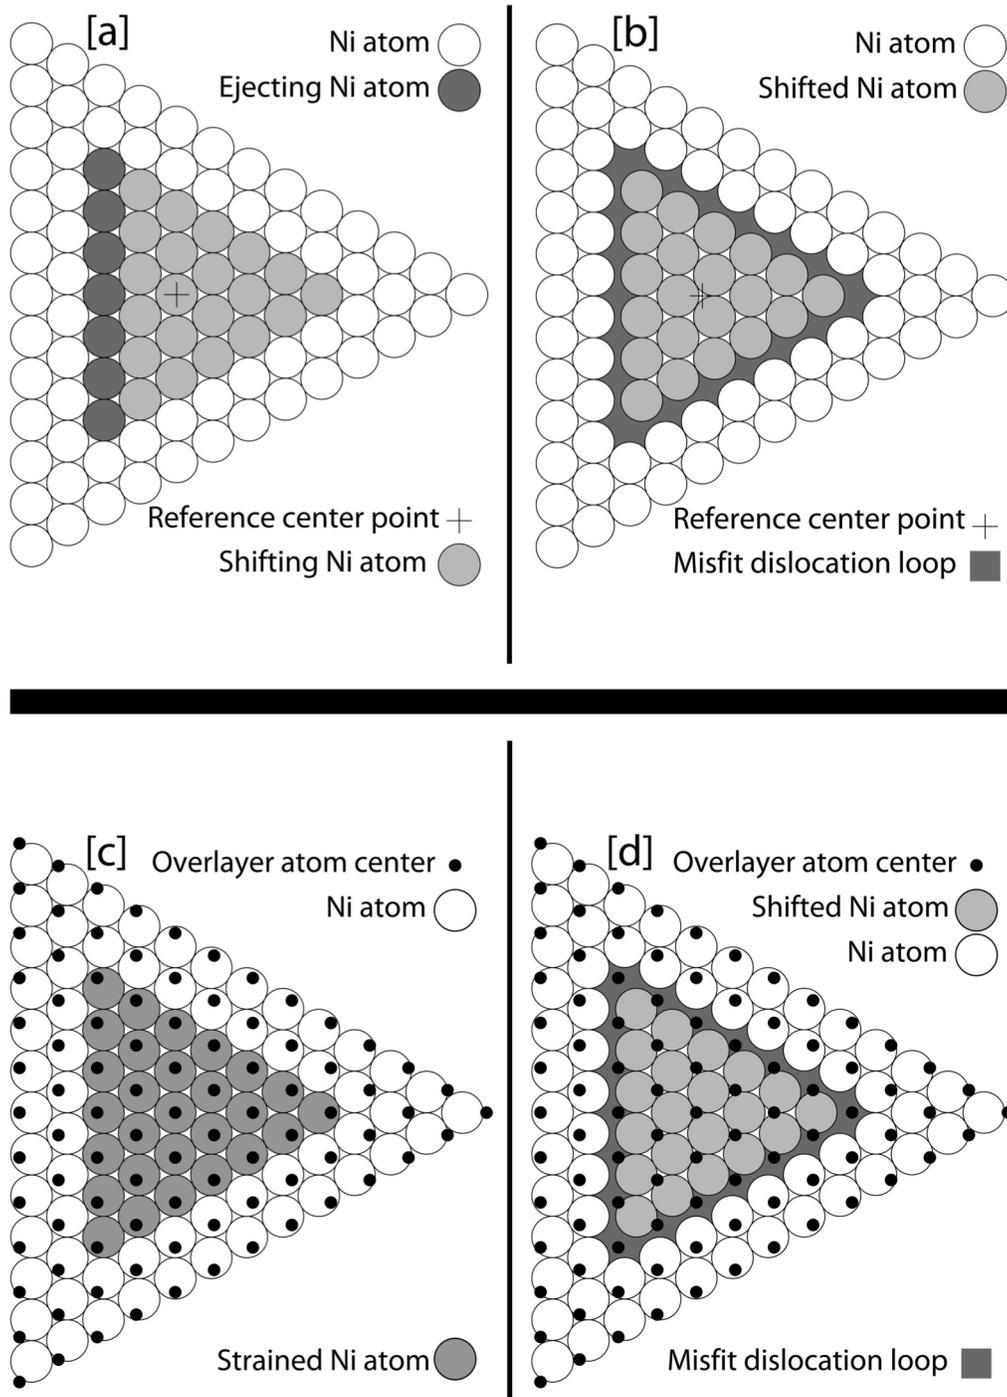 [a]
Ni atom
Ejecting Ni atom
Reference center point
Shifting Ni atom
[b]
Ni atom
Shifted Ni atom
Reference center point
Misfit dislocation loop
[c]
Overlayer atom center
Ni atom
Strained Ni atom
[d]
Overlayer atom center
Shifted Ni atom
Ni atom
Misfit dislocation loop